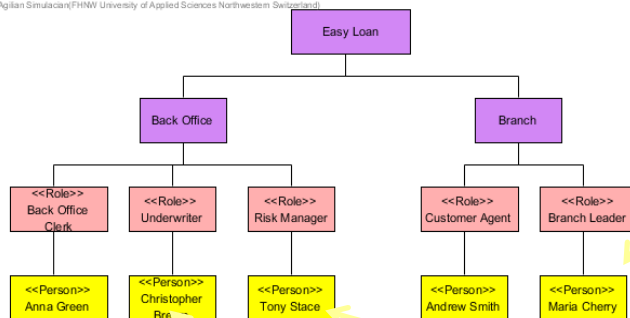 Agilian Simulacian(FHNW University of Applied Sciences Northwestern Switzerland)
Easy Loan
Back Office
Branch
<<Role>>
Back Office
Clerk
<<Role>>
Underwriter
<<Role>>
Risk Manager
<<Role>>
Customer Agent
<<Role>>
Branch Leader
<<Person>>
Anna Green
<<Person>>
Christopher
<<Person>>
Tony Stace
<<Person>>
Andrew Smith
<<Person>>
Maria Cherry